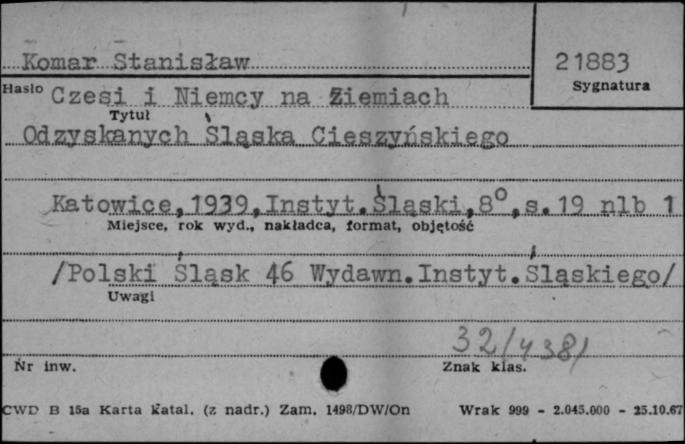 Komar Stanisław
21883
Sygnatura
Hasło
Czesi i Niemcy na Ziemiach
Tytuł
Odzyskanych Śląska Cieszyńskiego
Katowice,1939,Instyt.Śląski,8°,s.19 nlb 1
Miejsce, rok wyd., nakładca, format, objętość
/Polski Śląsk 46 Wydawn.Instyt.Śląskiego/
Uwagi
32/438/
Nr inw.
Znak klas.
CWD B 15a Karta katal. (z nadr.) Zam. 1498/DW/On
Wrak 999 - 2.045.000 - 25.10.67